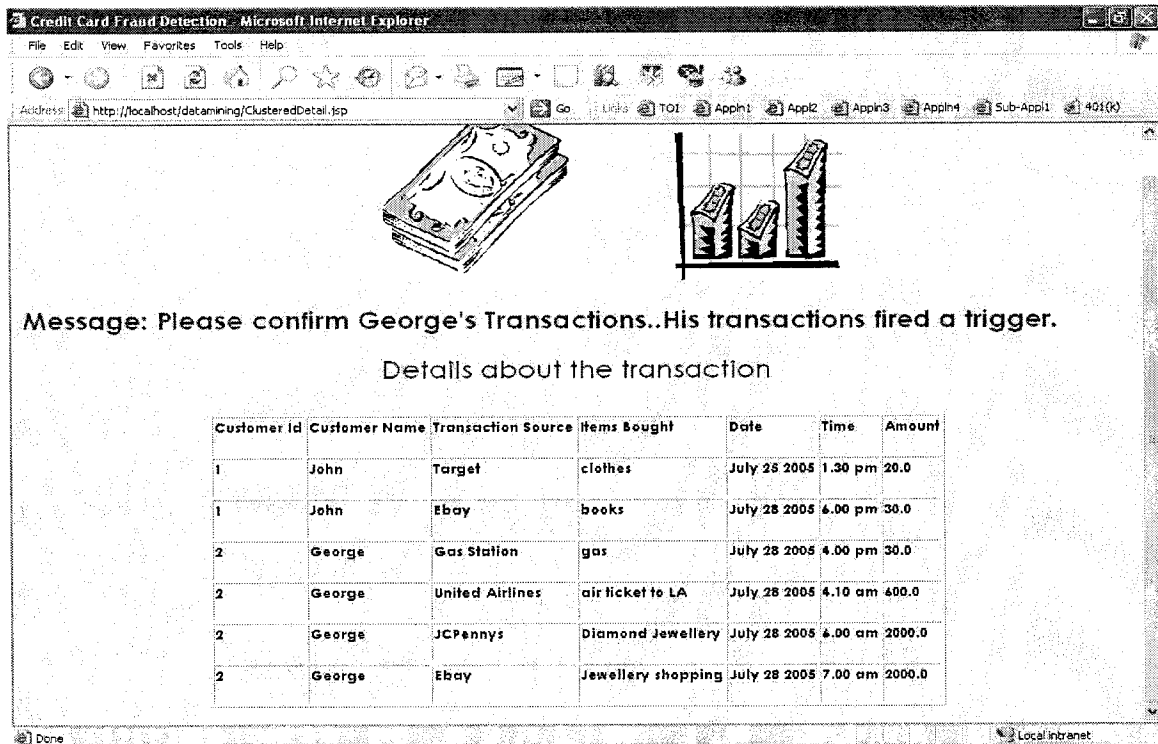 Credit Card Fraud Detection - Microsoft Internet Explorer
File Edit View Favorites Tools Help
Address http://localhost/datamining/ClusteredDetail.jsp Go Links TOI Appln1 Appl2 Appln3 Appln4 Sub-Appl1 401(k)
Message: Please confirm George's Transactions..His transactions fired a trigger.
Details about the transaction
Customer Id Customer Name Transaction Source Items Bought Date Time Amount
1 John Target clothes July 25 2005 1.30 pm 20.0
1 John Ebay books July 28 2005 6.00 pm 30.0
2 George Gas Station gas July 28 2005 4.00 pm 30.0
2 George United Airlines air ticket to LA July 28 2005 4.10 am 600.0
2 George JCPennys Diamond Jewellery July 28 2005 6.00 am 2000.0
2 George Ebay Jewellery shopping July 28 2005 7.00 am 2000.0
Done Local intranet